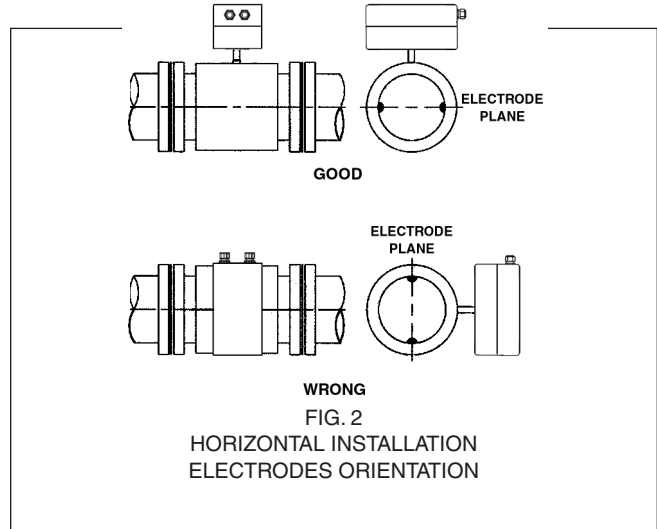 ELECTRODE
PLANE
GOOD
ELECTRODE
PLANE
WRONG
FIG. 2
HORIZONTAL INSTALLATION
ELECTRODES ORIENTATION